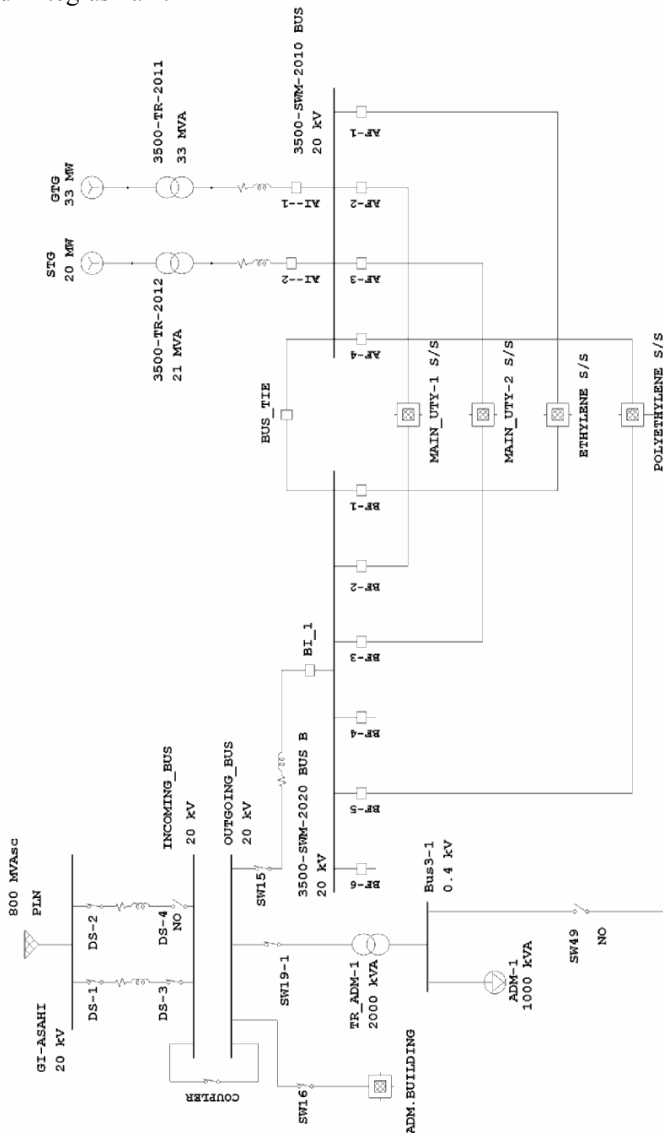 800 MVAsc
PLN
GI-ASAHI
20 kV
DS-1
DS-2
DS-3
DS-4
NO
INCOMING_BUS
20 kV
COUPLER
OUTGOING_BUS
20 kV
SW16
SW19-1
SW15
ADM.BUILDING
TR_ADM-1
2000 kVA
Bus3-1
0.4 kV
ADM-1
1000 kVA
SW49
NO
BI_1
3500-SWM-2020 BUS B
20 kV
BF-6
BF-5
BF-4
BF-3
BF-2
BF-1
BUS_TIE
STG
20 MW
GTG
33 MW
3500-TR-2012
21 MVA
3500-TR-2011
33 MVA
AI--2
AI--1
3500-SWM-2010 BUS
20 kV
AF-4
AF-3
AF-2
AF-1
MAIN_UTY-1 S/S
MAIN_UTY-2 S/S
ETHYLENE S/S
POLYETHYLENE S/S